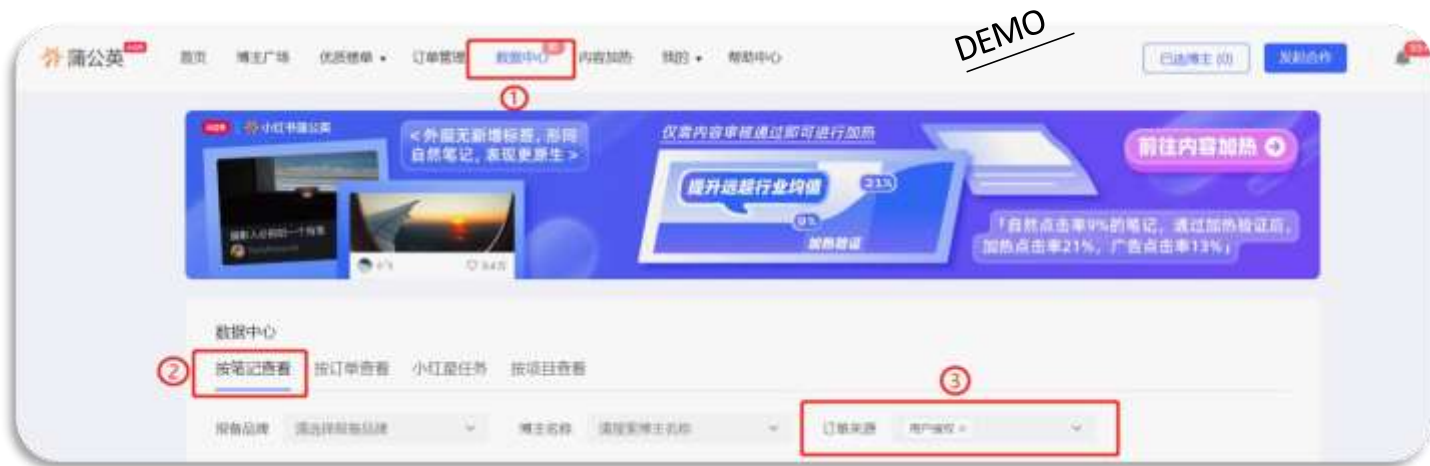 DEMO
蒲公英
首页 博主广场 优质榜单 订单管理 数据中心 内容加热 我的 帮助中心
已选博主 (0) 发起合作
①
小红书蒲公英
<外层无新增标签，形同
自然笔记，表现更原生>
仅需内容审核通过即可进行加热
前往内容加热
提升远超行业均值 21%
9%
加热验证
「自然点击率9%的笔记，通过加热验证后，
加热点击率21%，广告点击率13%」
数据中心
② 按笔记查看 按订单查看 小红星任务 按项目查看
③
报备品牌 请选择报备品牌 博主名称 请搜索博主名称 订单来源 用户授权 ×